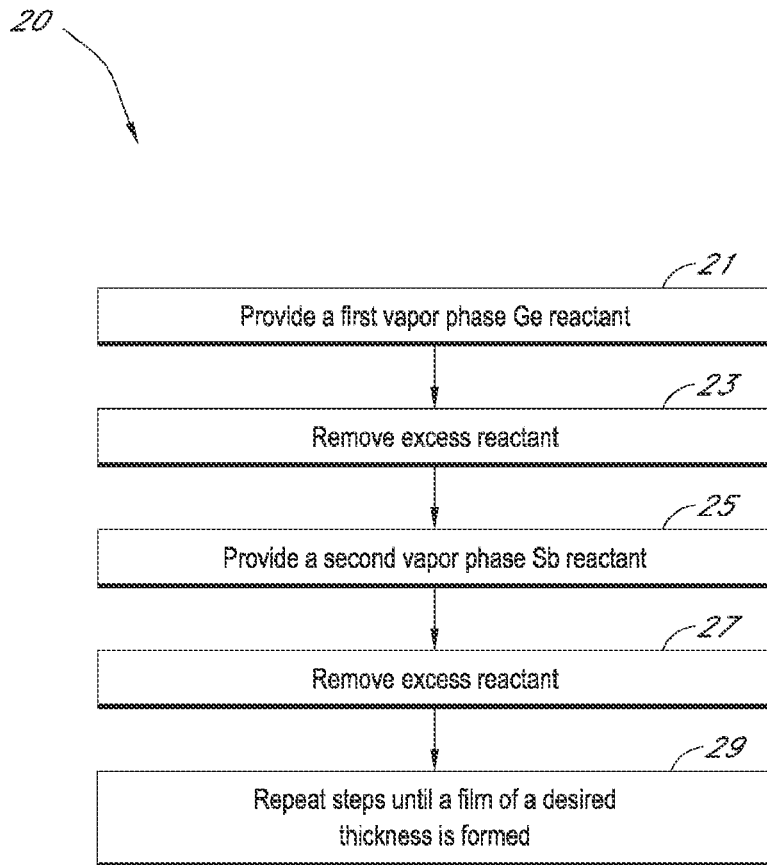 20
21
Provide a first vapor phase Ge reactant
23
Remove excess reactant
25
Provide a second vapor phase Sb reactant
27
Remove excess reactant
29
Repeat steps until a film of a desired
thickness is formed